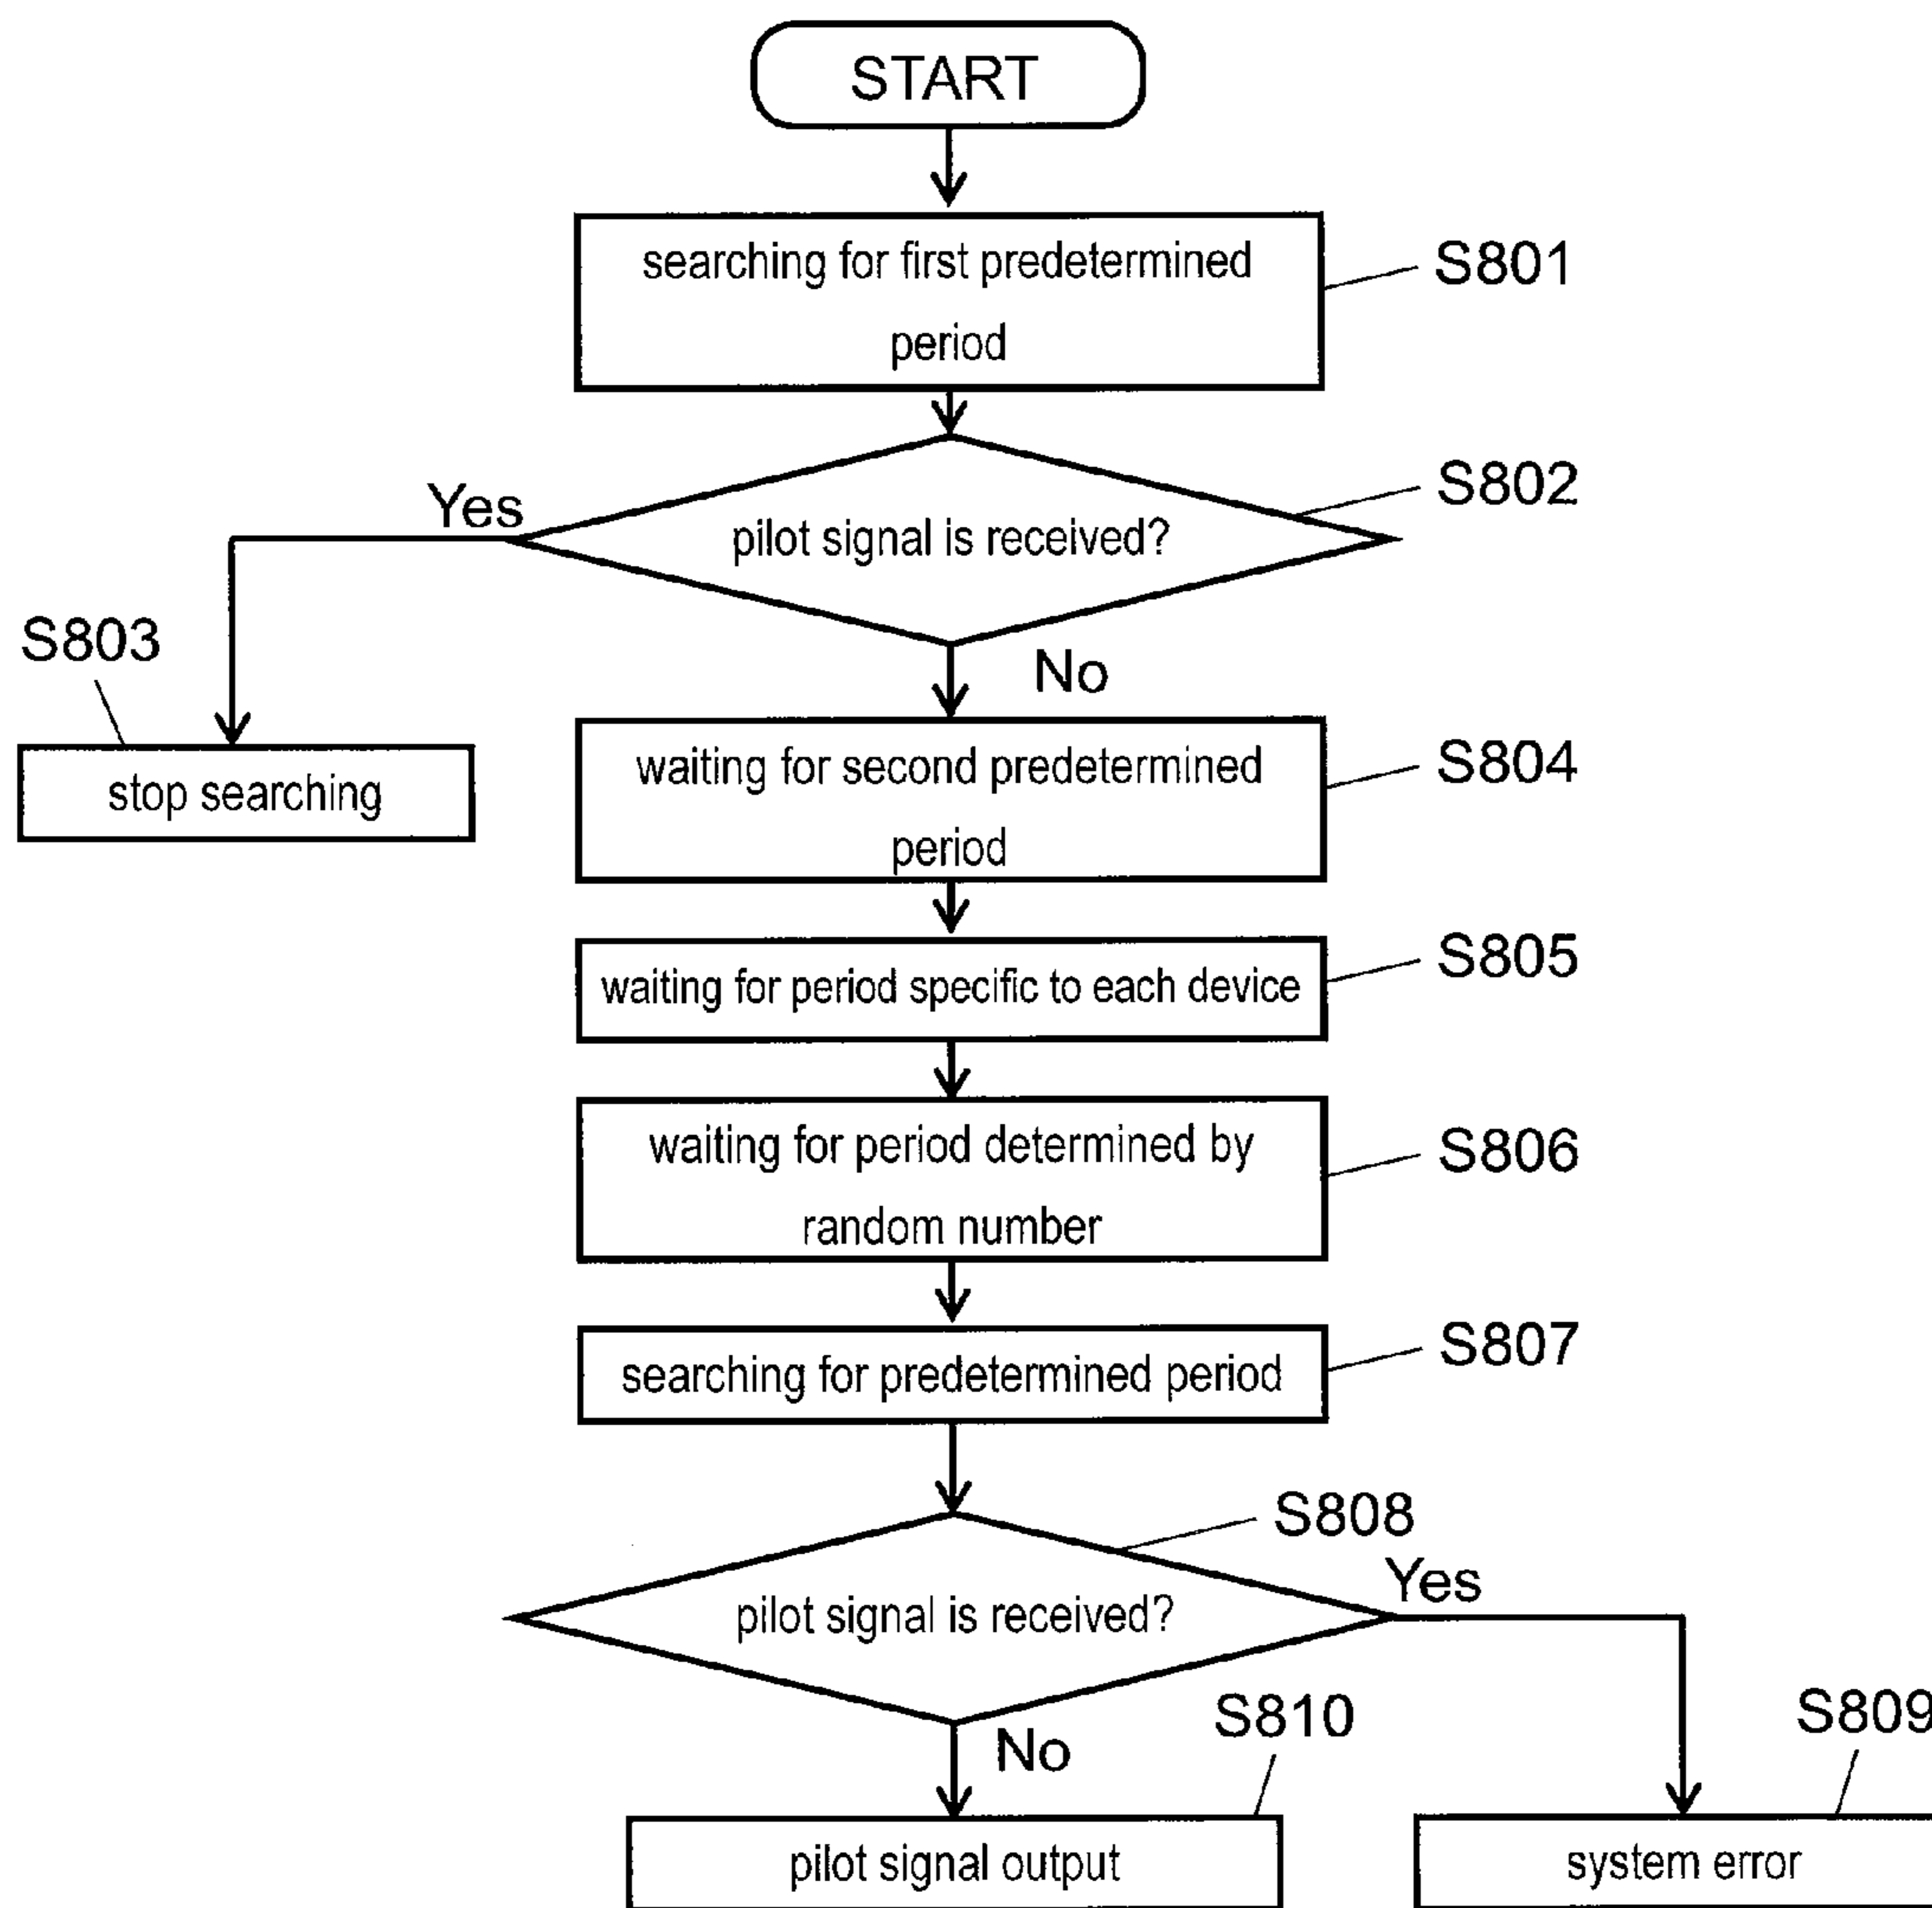 START
searching for first predetermined
period
S801
S802
Yes
pilot signal is received?
S803
No
stop searching
waiting for second predetermined
period
S804
waiting for period specific to each device
S805
waiting for period determined by
random number
S806
searching for predetermined period
S807
S808
Yes
pilot signal is received?
S810
S809
No
pilot signal output
system error